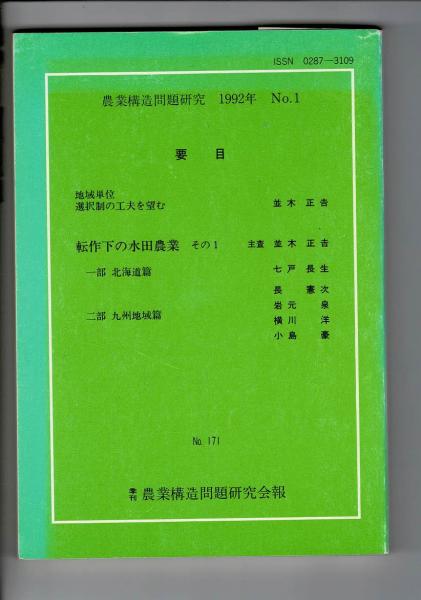 ISSN 0287-3109
農業構造問題研究 1992年 No.1
要目
地域単位
選択制の工夫を望む 並木正吉
転作下の水田農業 その1 主査 並木正吉
一部 北海道篇 七戸長生
長憲次
岩元泉
二部 九州地域篇 横川洋
小島豪
No. 171
季刊 農業構造問題研究会報